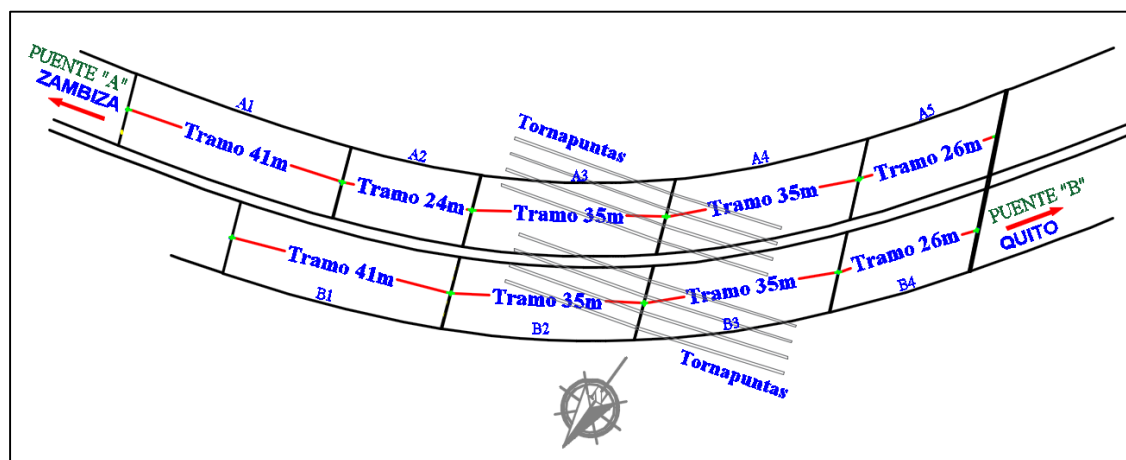 PUENTE "A"
ZAMBIZA
A1
Tramo 41m
A2
Tramo 24m
Tornapuntas
A3
Tramo 35m
A4
Tramo 35m
A5
Tramo 26m
PUENTE "B"
QUITO
Tramo 41m
B1
Tramo 35m
B2
Tramo 35m
B3
Tramo 26m
B4
Tornapuntas